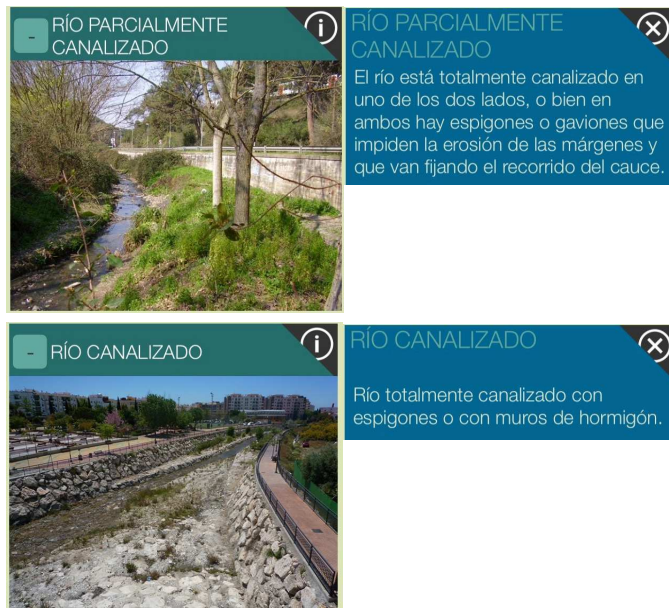 RÍO PARCIALMENTE
CANALIZADO
RÍO PARCIALMENTE
CANALIZADO
El río está totalmente canalizado en
uno de los dos lados, o bien en
ambos hay espigones o gaviones que
impiden la erosión de las márgenes y
que van fijando el recorrido del cauce.
RÍO CANALIZADO
RÍO CANALIZADO
Río totalmente canalizado con
espigones o con muros de hormigón.